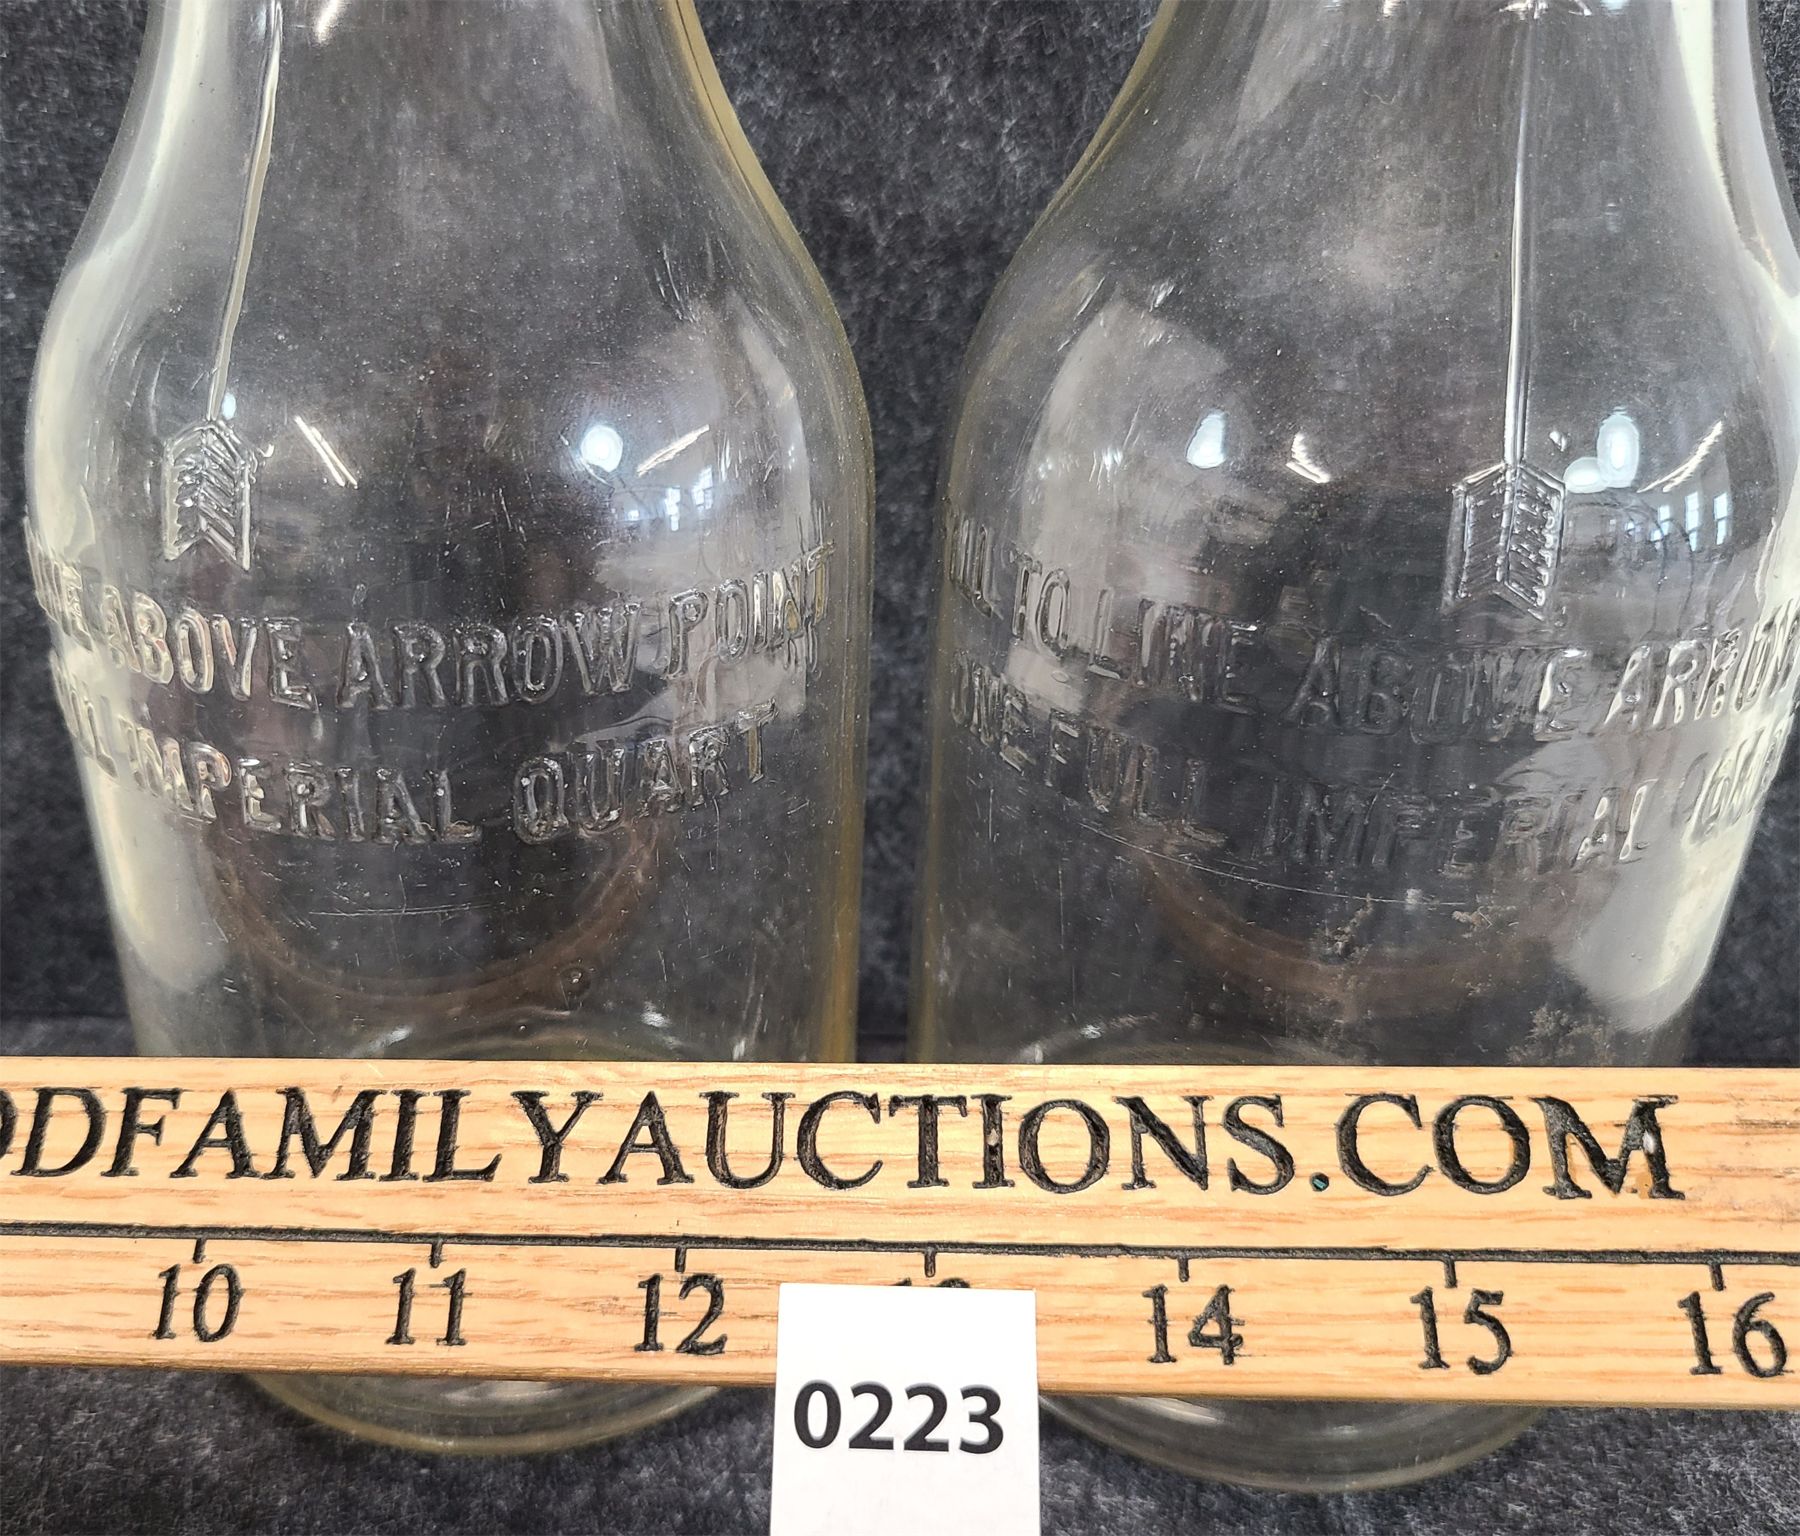 ABOVE ARROW POINT
IMPERIAL QUART
TO LINE ABOVE ARROW
ONE FULL IMPERIAL
ODFAMILYAUCTIONS.COM
10 11 12 14 15 16
0223